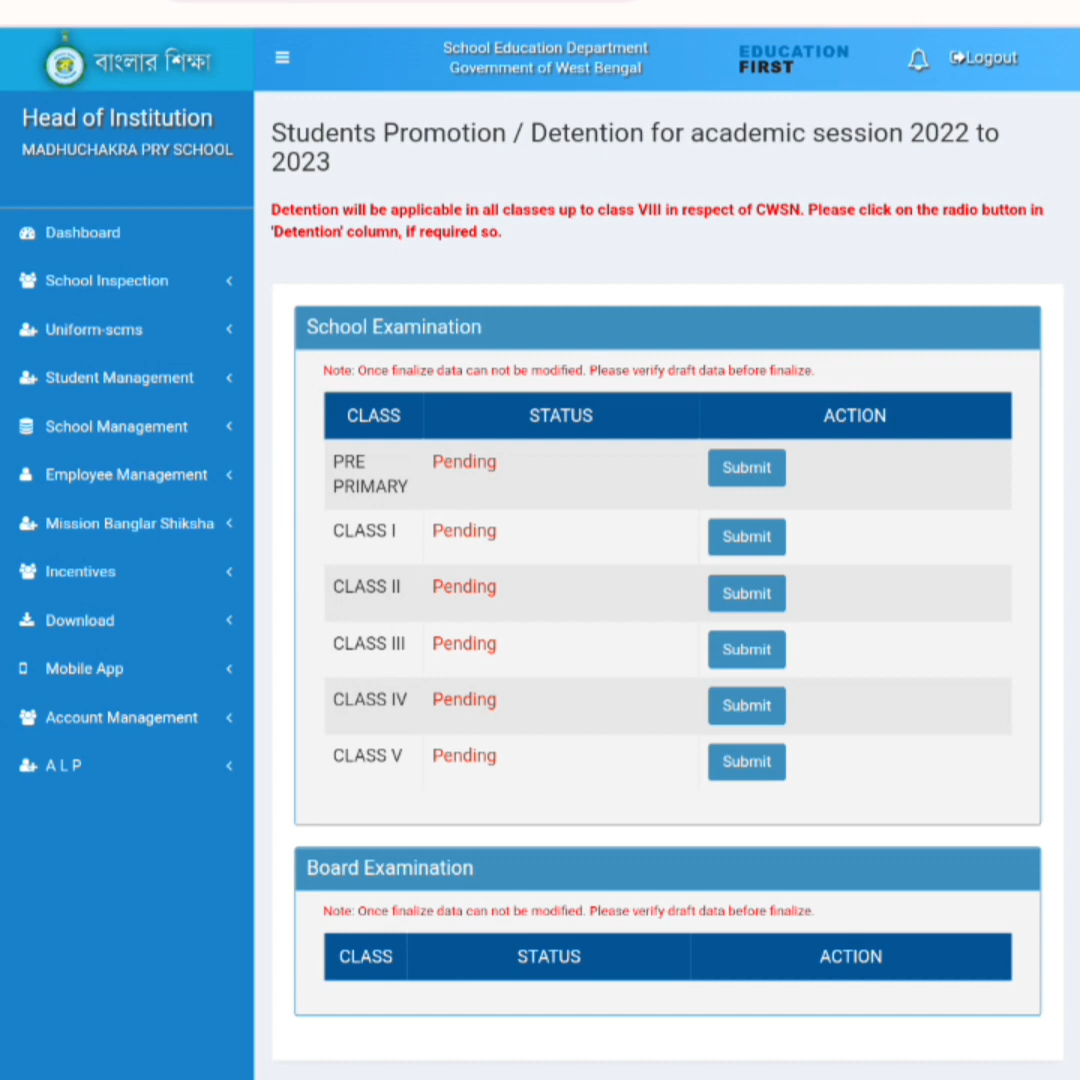 বাংলার শিক্ষা
School Education Department
Government of West Bengal
EDUCATION
FIRST
Logout
Head of Institution
MADHUCHAKRA PRY SCHOOL
Dashboard
School Inspection
Uniform-scms
Student Management
School Management
Employee Management
Mission Banglar Shiksha
Incentives
Download
Mobile App
Account Management
A L P
Students Promotion / Detention for academic session 2022 to
2023
Detention will be applicable in all classes up to class VIII in respect of CWSN. Please click on the radio button in
'Detention' column, if required so.
School Examination
Note: Once finalize data can not be modified. Please verify draft data before finalize.
CLASS STATUS ACTION
PRE
PRIMARY Pending Submit
CLASS I Pending Submit
CLASS II Pending Submit
CLASS III Pending Submit
CLASS IV Pending Submit
CLASS V Pending Submit
Board Examination
Note: Once finalize data can not be modified. Please verify draft data before finalize.
CLASS STATUS ACTION